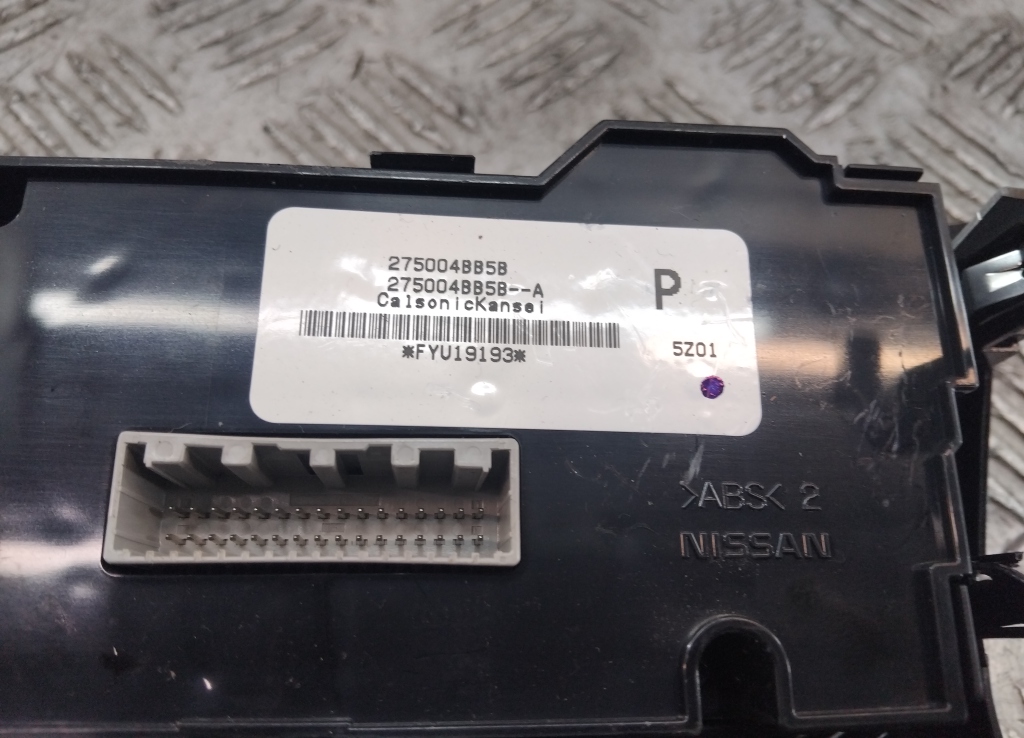 275004BB5B
275004BB5B--A
CalsonicKansei
P
*FYU19193*
5Z01
>ABS< 2
NISSAN